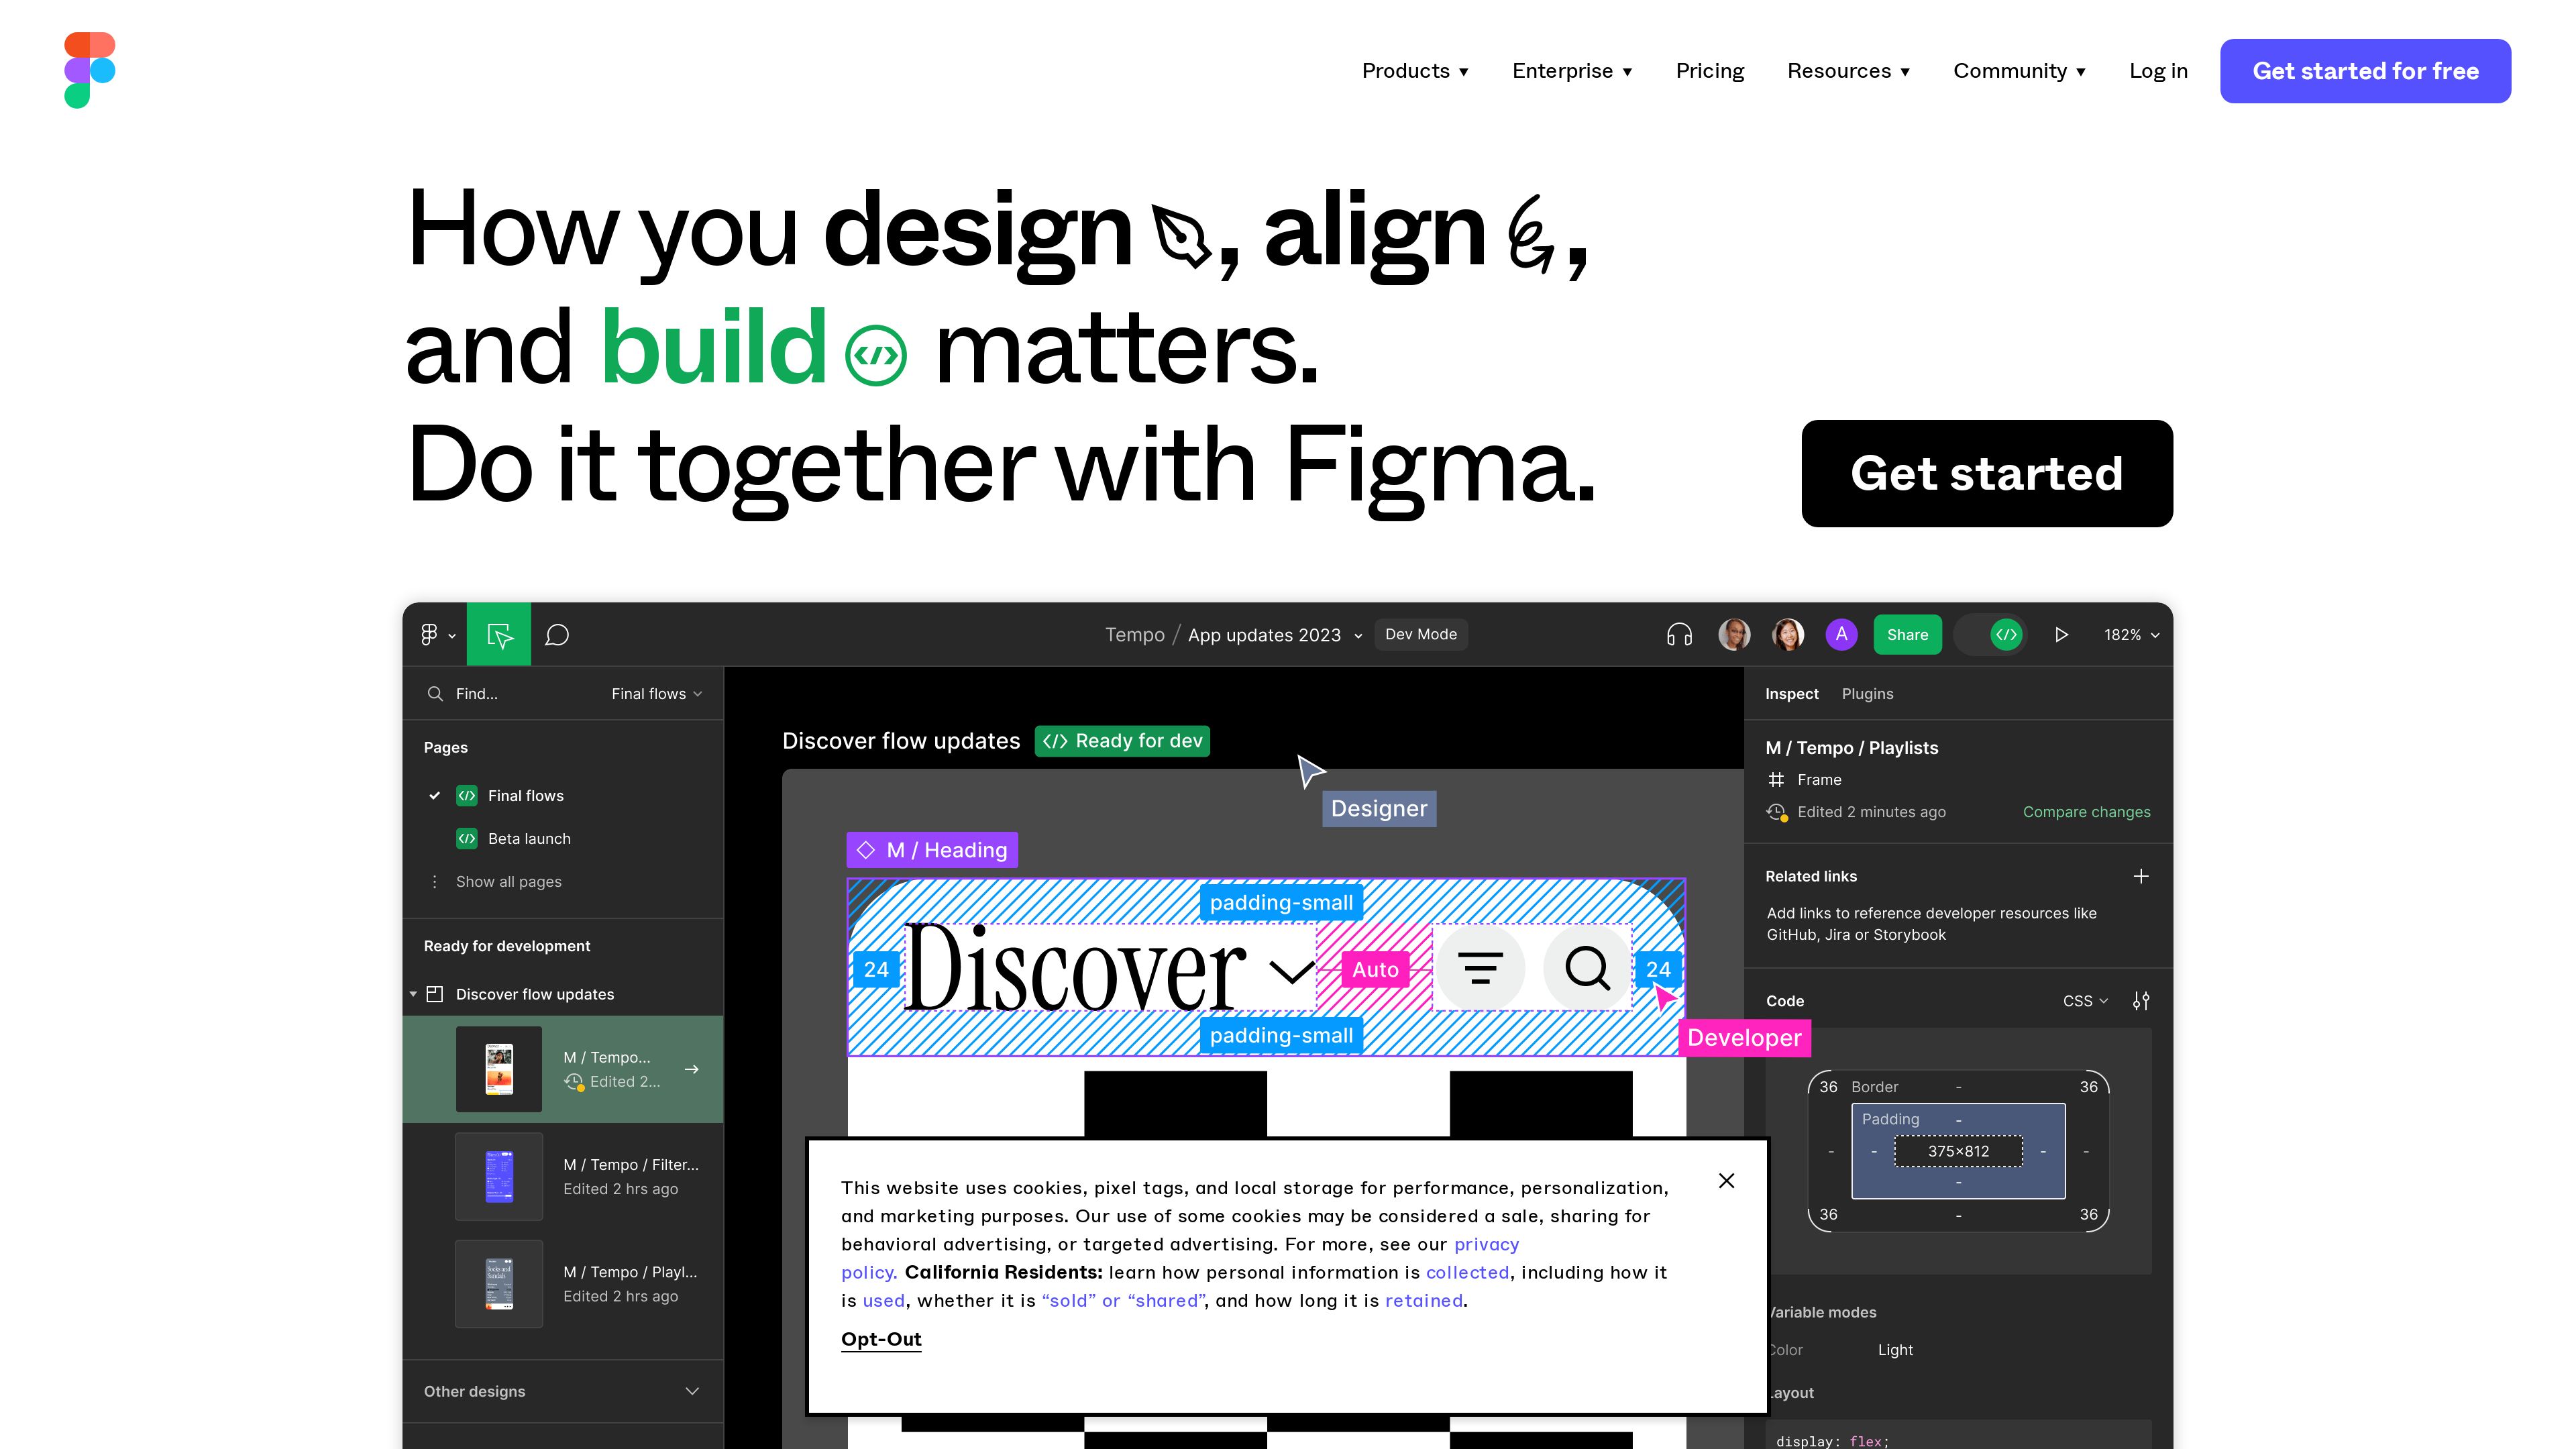 Products ▼ Enterprise ▼ Pricing Resources ▼ Community ▼ Log in Get started for free
How you design, align,
and build matters.
Do it together with Figma.
Get started
Tempo / App updates 2023 Dev Mode A Share 182%
Find... Final flows
Pages
Final flows
Beta launch
Show all pages
Ready for development
Discover flow updates
M / Tempo...
Edited 2...
M / Tempo / Filter...
Edited 2 hrs ago
M / Tempo / Playl...
Edited 2 hrs ago
Other designs
Discover flow updates </> Ready for dev
Designer
M / Heading
padding-small
24 Discover Auto 24
padding-small
Developer
Inspect Plugins
M / Tempo / Playlists
Frame
Edited 2 minutes ago Compare changes
Related links
Add links to reference developer resources like
GitHub, Jira or Storybook
Code CSS
36 Border - 36
Padding -
- - 375×812 - -
-
36 - 36
Variable modes
Color Light
Layout
display: flex;
This website uses cookies, pixel tags, and local storage for performance, personalization,
and marketing purposes. Our use of some cookies may be considered a sale, sharing for
behavioral advertising, or targeted advertising. For more, see our privacy
policy. California Residents: learn how personal information is collected, including how it
is used, whether it is “sold” or “shared”, and how long it is retained.
Opt-Out